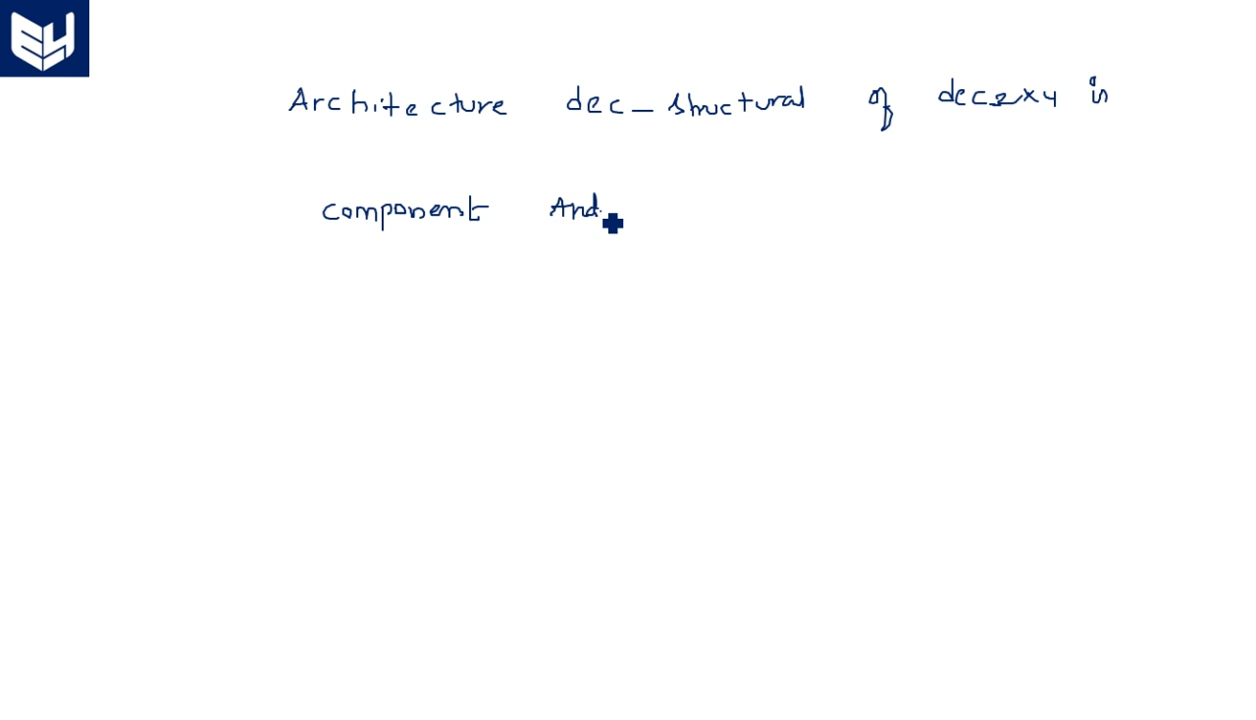 Architecture dec_structural of dec2x4 is
component And